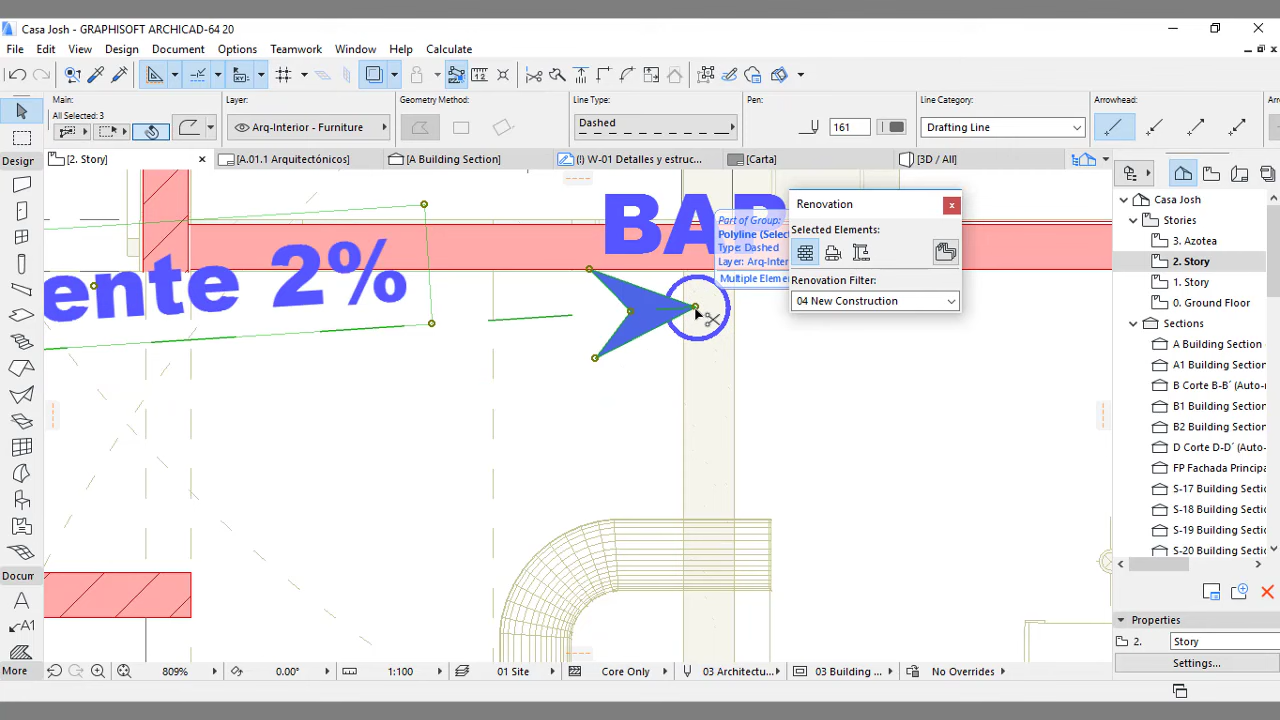 Casa Josh - GRAPHISOFT ARCHICAD-64 20
File Edit View Design Document Options Teamwork Window Help Calculate
Main:
All Selected: 3
Layer:
Arq-Interior - Furniture
Geometry Method:
Line Type:
Dashed
Pen:
161
Line Category:
Drafting Line
Arrowhead:
Design
[2. Story]
[A.01.1 Arquitectónicos]
[A Building Section]
(!) W-01 Detalles y estruc...
[Carta]
[3D / All]
ente 2%
BAP
Part of Group:
Polyline (Selec
Type: Dashed
Layer: Arq-Inter
Multiple Eleme
Renovation
Selected Elements:
Renovation Filter:
04 New Construction
Casa Josh
Stories
3. Azotea
2. Story
1. Story
0. Ground Floor
Sections
A Building Section
A1 Building Section
B Corte B-B´ (Auto-
B1 Building Section
B2 Building Section
D Corte D-D´ (Auto-
FP Fachada Principa
S-17 Building Sectio
S-18 Building Sectio
S-19 Building Sectio
S-20 Building Sectio
Properties
2. Story
Settings...
Docum
A1
More
809%
0.00°
1:100
01 Site
Core Only
03 Architectu...
03 Building ...
No Overrides